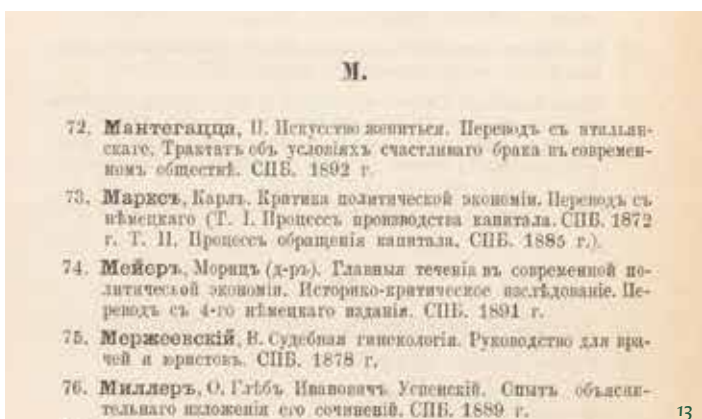 М.
72. Мантегацца, П. Искусство жениться. Переводъ съ итальян-
скаго. Трактатъ объ условіяхъ счастливаго брака въ современ-
номъ обществѣ. СПБ. 1892 г.
73. Марксъ, Карлъ. Критика политической экономіи. Переводъ съ
нѣмецкаго (Т. I. Процессъ производства капитала. СПБ. 1872
г. Т. II. Процессъ обращенія капитала. СПБ. 1885 г.).
74. Мейеръ, Морицъ (д-ръ). Главныя теченія въ современной по-
литической экономіи. Историко-критическое изслѣдованіе. Пе-
реводъ съ 4-го нѣмецкаго изданія. СПБ. 1891 г.
75. Мержеевскій, В. Судебная гинекологія. Руководство для вра-
чей и юристовъ. СПБ. 1878 г.
76. Миллеръ, О. Глѣбъ Ивановичъ Успенскій. Опытъ объясни-
тельнаго изложенія его сочиненій. СПБ. 1889 г.
13